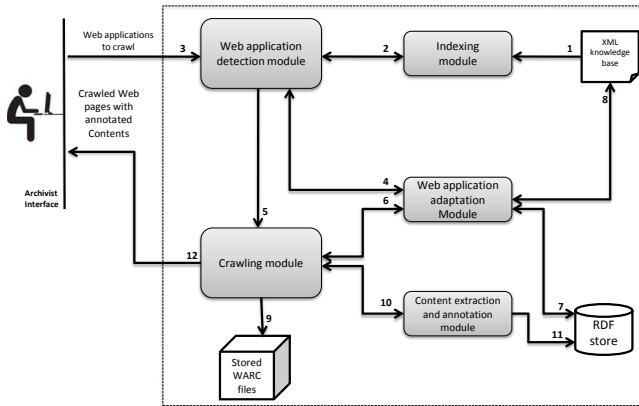 Web applications
to crawl
3
Web application
detection module
2
Indexing
module
1
XML
knowledge
base
8
Crawled Web
pages with
annotated
Contents
Archivist
Interface
4
6
Web application
adaptation
Module
5
12
Crawling module
10
Content extraction
and annotation
module
7
11
RDF
store
9
Stored
WARC
files